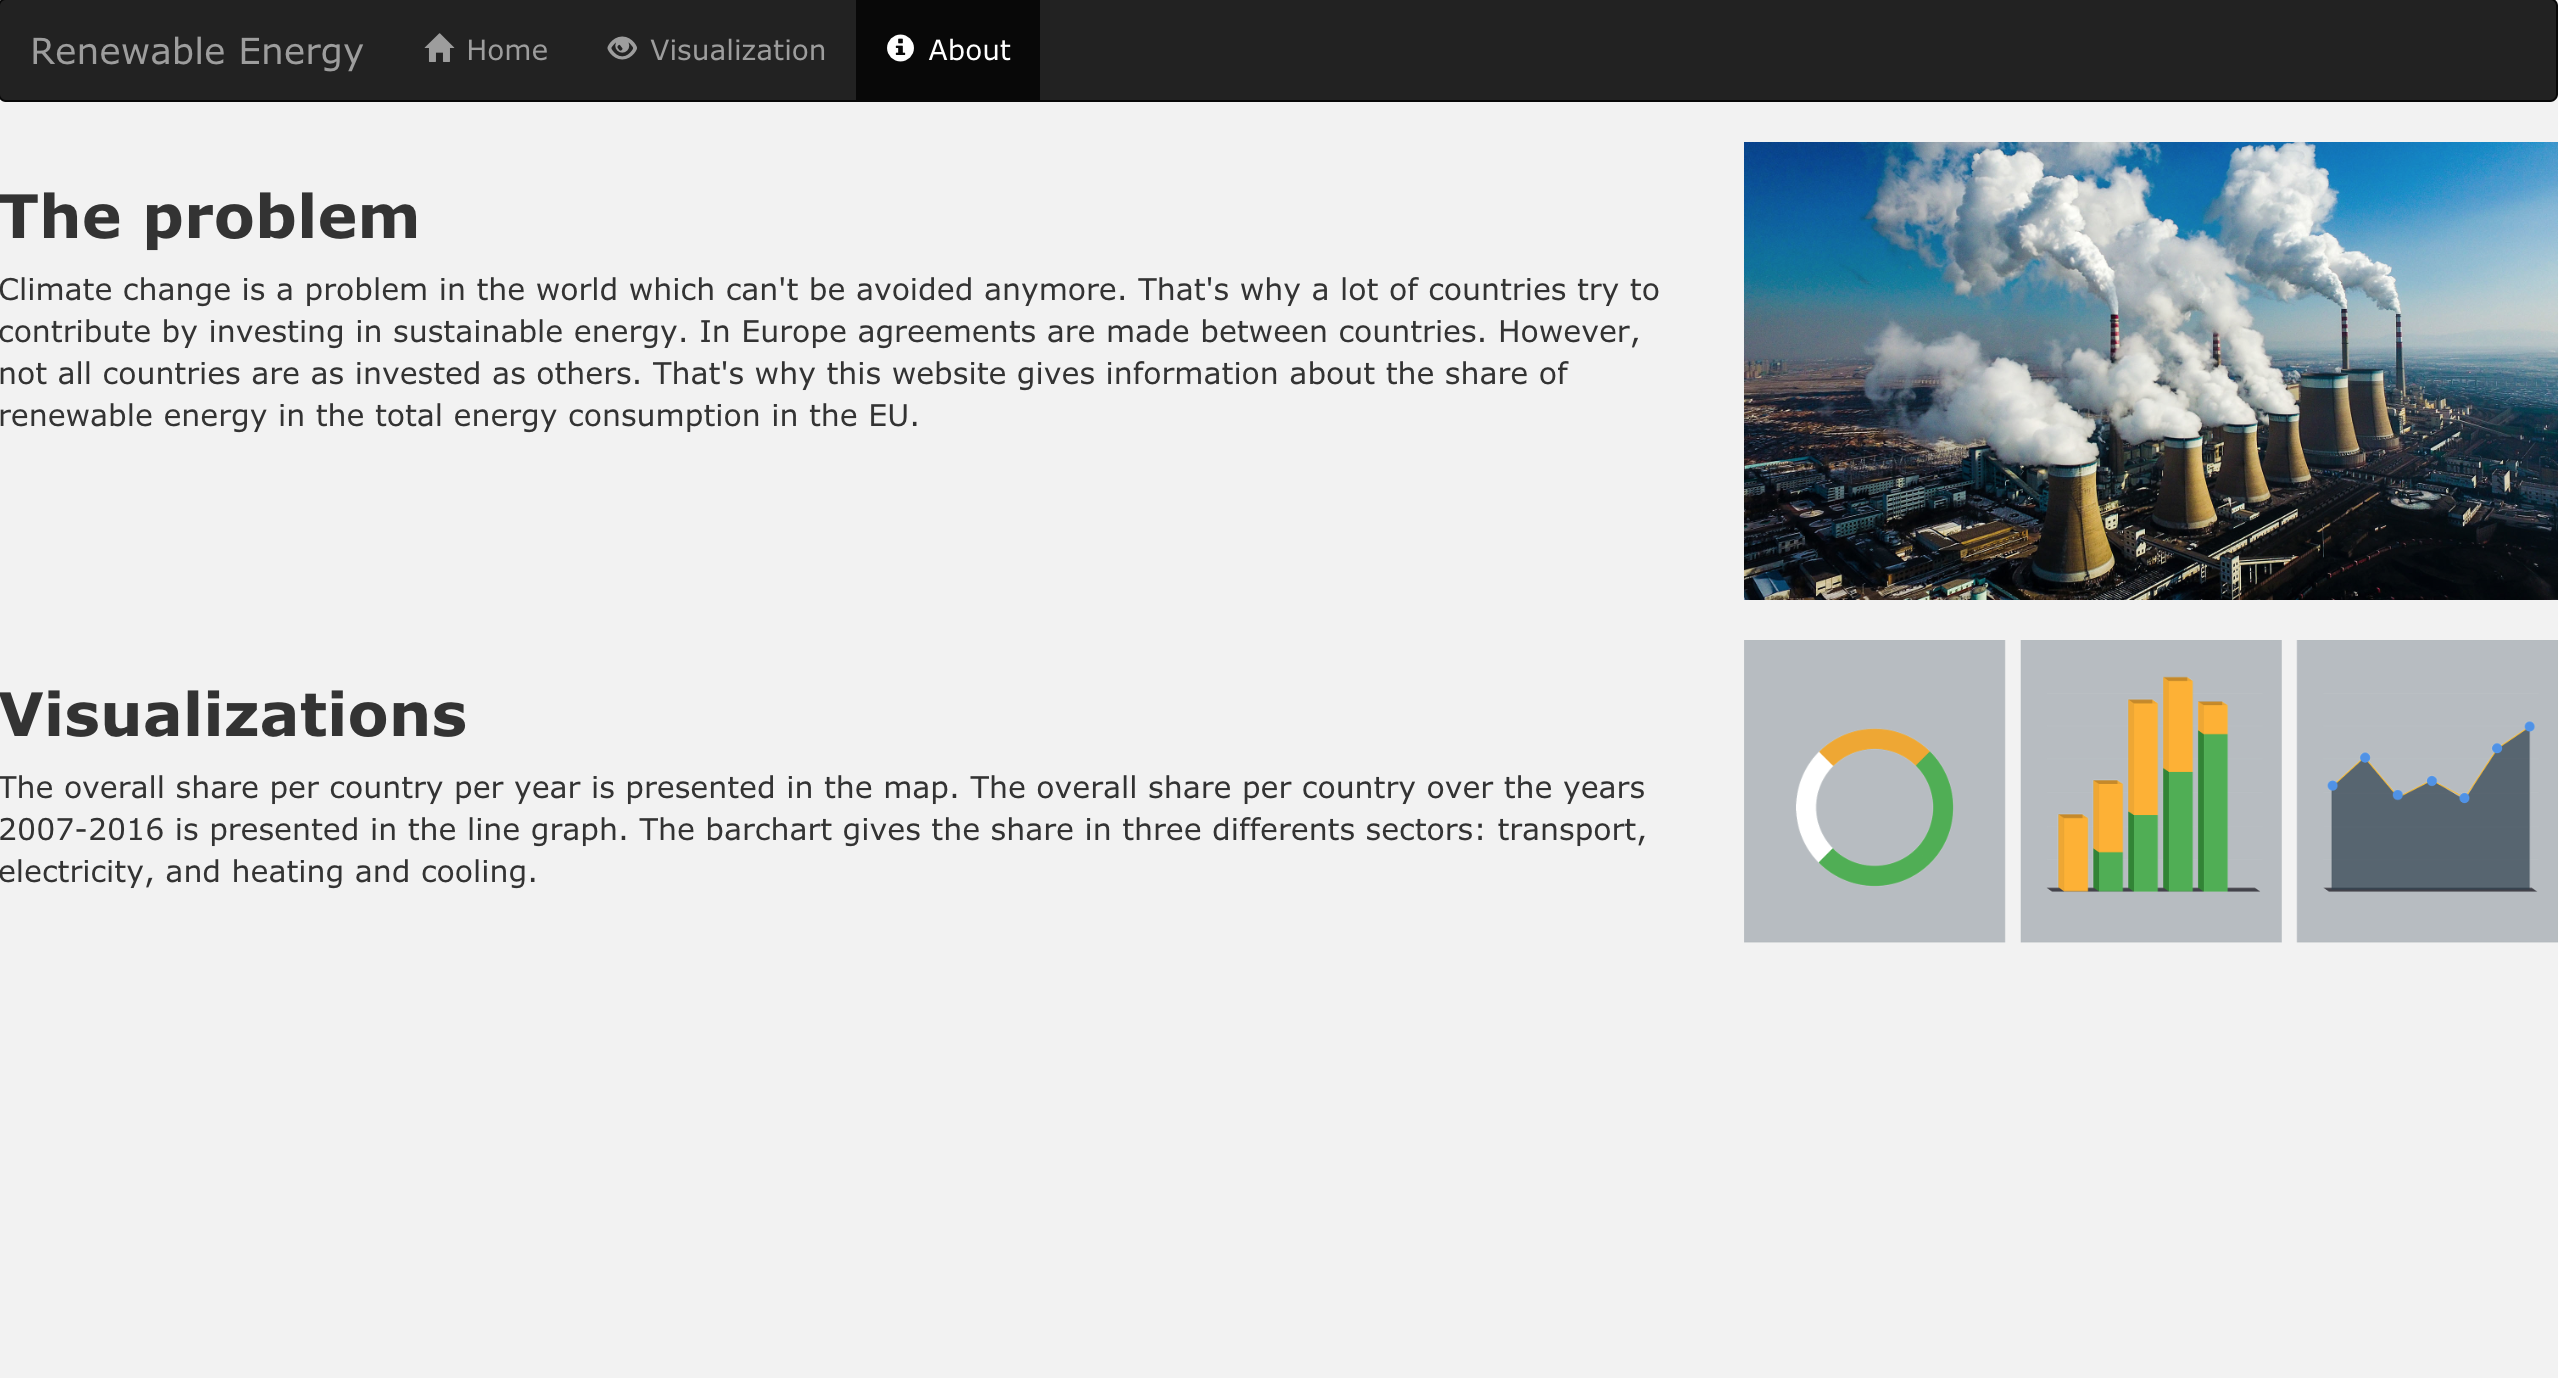 Renewable Energy Home Visualization About
The problem
Climate change is a problem in the world which can't be avoided anymore. That's why a lot of countries try to
contribute by investing in sustainable energy. In Europe agreements are made between countries. However,
not all countries are as invested as others. That's why this website gives information about the share of
renewable energy in the total energy consumption in the EU.
Visualizations
The overall share per country per year is presented in the map. The overall share per country over the years
2007-2016 is presented in the line graph. The barchart gives the share in three differents sectors: transport,
electricity, and heating and cooling.